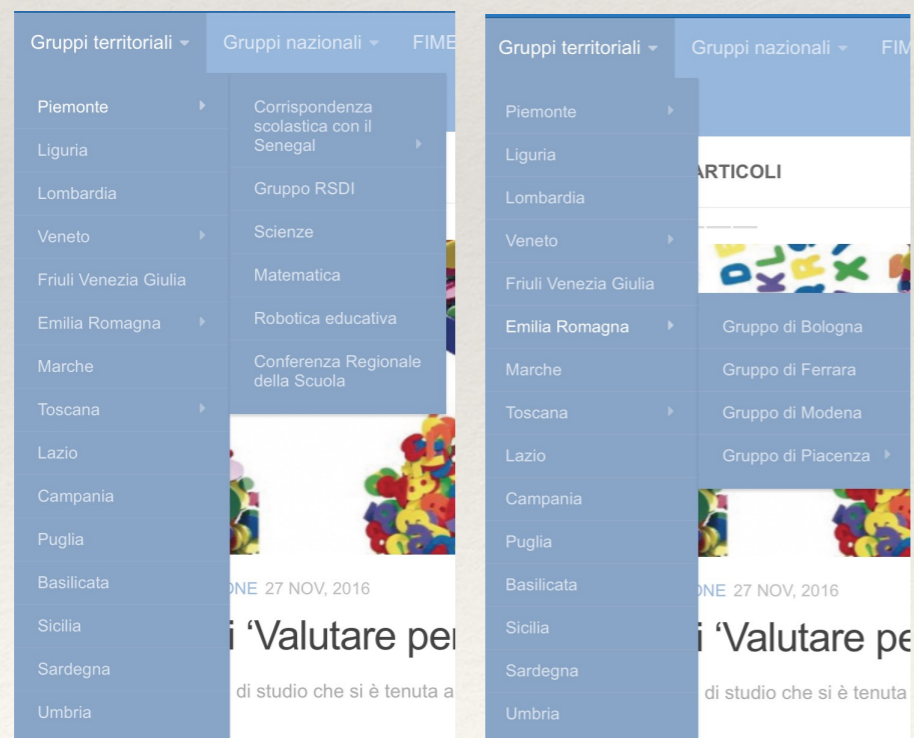 Gruppi territoriali
Gruppi nazionali
FIME
Piemonte
Liguria
Lombardia
Veneto
Friuli Venezia Giulia
Emilia Romagna
Marche
Toscana
Lazio
Campania
Puglia
Basilicata
Sicilia
Sardegna
Umbria
Corrispondenza
scolastica con il
Senegal
Gruppo RSDI
Scienze
Matematica
Robotica educativa
Conferenza Regionale
della Scuola
27 NOV, 2016
i ‘Valutare per
di studio che si è tenuta a
Gruppi territoriali
Gruppi nazionali
Piemonte
Liguria
Lombardia
Veneto
Friuli Venezia Giulia
Emilia Romagna
Marche
Toscana
Lazio
Campania
Puglia
Basilicata
Sicilia
Sardegna
Umbria
ARTICOLI
Gruppo di Bologna
Gruppo di Ferrara
Gruppo di Modena
Gruppo di Piacenza
27 NOV, 2016
i ‘Valutare pe
di studio che si è tenuta